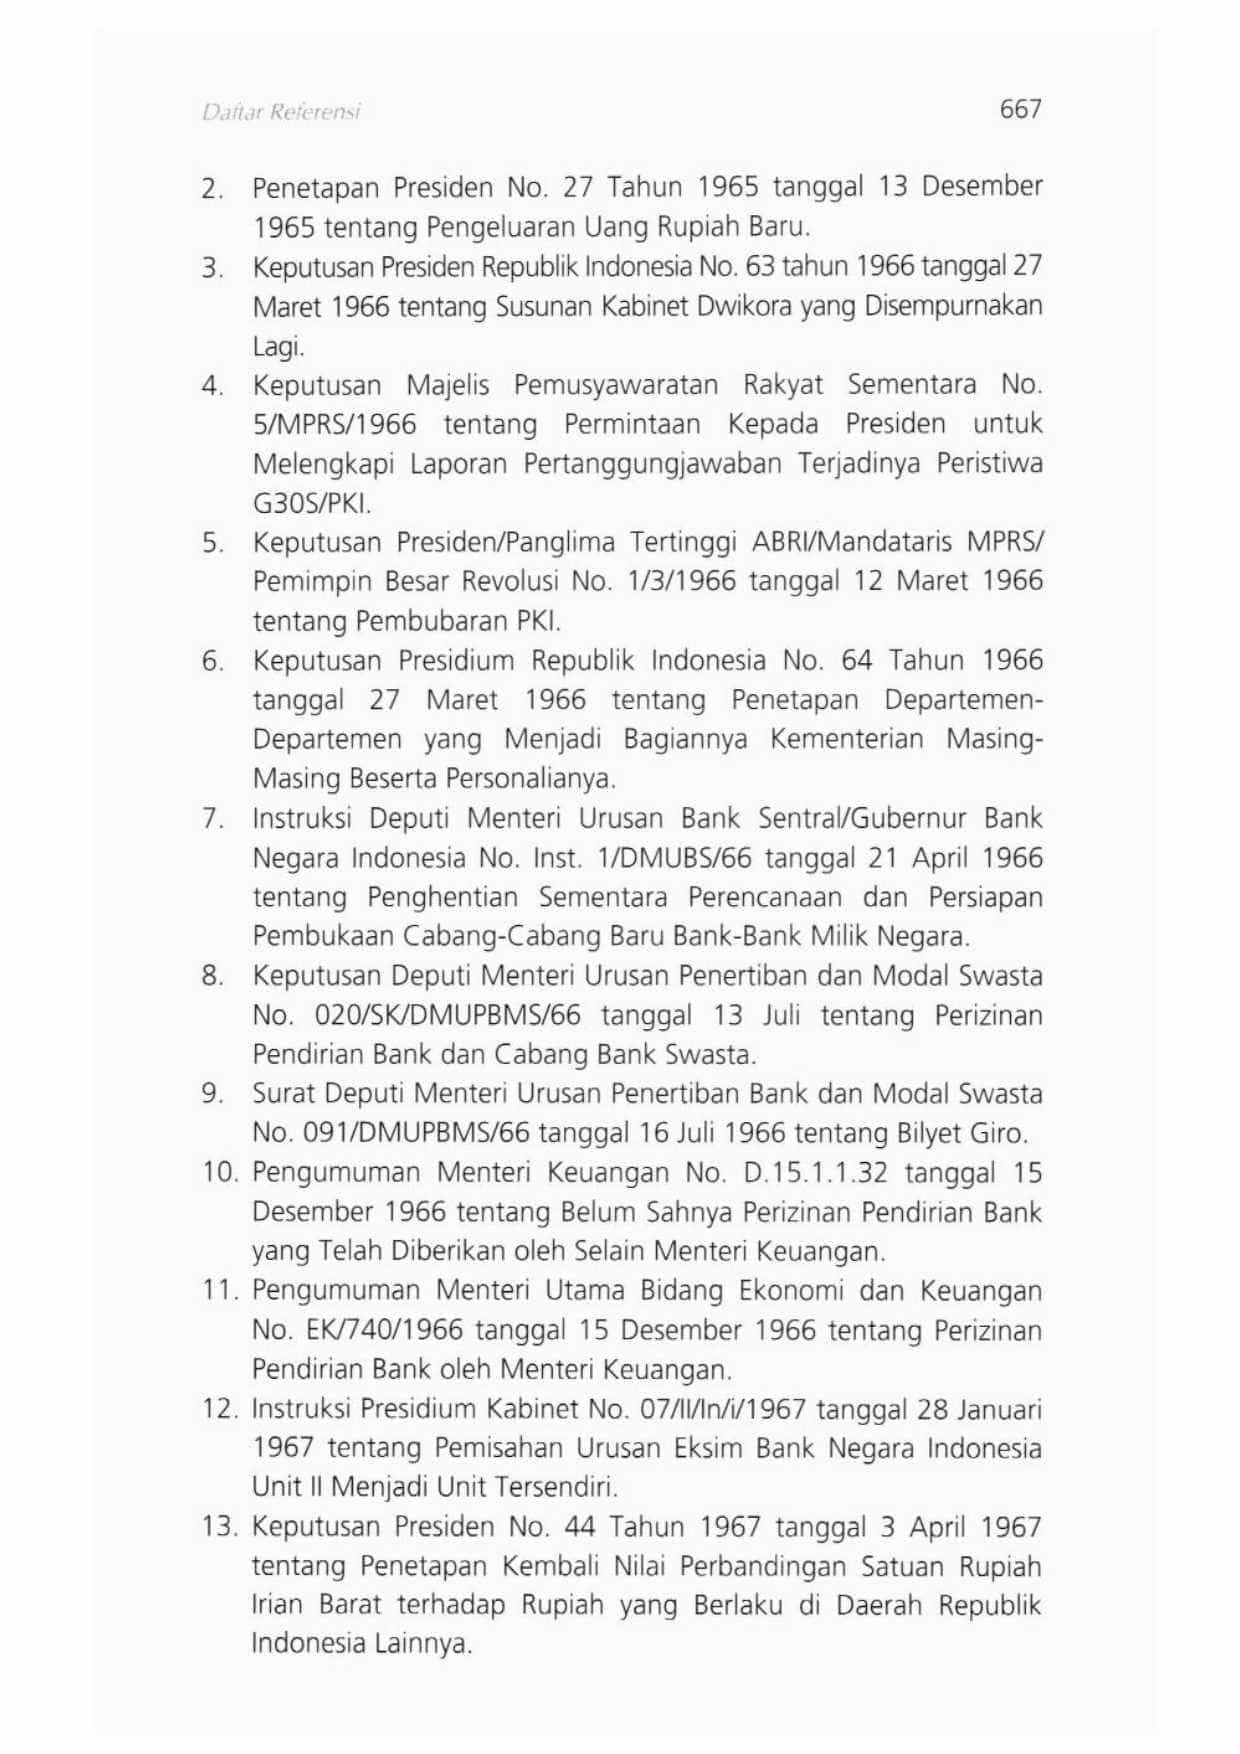 Daftar Referensi 667
2. Penetapan Presiden No. 27 Tahun 1965 tanggal 13 Desember
1965 tentang Pengeluaran Uang Rupiah Baru.
3. Keputusan Presiden Republik Indonesia No. 63 tahun 1966 tanggal 27
Maret 1966 tentang Susunan Kabinet Dwikora yang Disempurnakan
Lagi.
4. Keputusan Majelis Pemusyawaratan Rakyat Sementara No.
5/MPRS/1966 tentang Permintaan Kepada Presiden untuk
Melengkapi Laporan Pertanggungjawaban Terjadinya Peristiwa
G30S/PKI.
5. Keputusan Presiden/Panglima Tertinggi ABRI/Mandataris MPRS/
Pemimpin Besar Revolusi No. 1/3/1966 tanggal 12 Maret 1966
tentang Pembubaran PKI.
6. Keputusan Presidium Republik Indonesia No. 64 Tahun 1966
tanggal 27 Maret 1966 tentang Penetapan Departemen-
Departemen yang Menjadi Bagiannya Kementerian Masing-
Masing Beserta Personalianya.
7. Instruksi Deputi Menteri Urusan Bank Sentral/Gubernur Bank
Negara Indonesia No. Inst. 1/DMUBS/66 tanggal 21 April 1966
tentang Penghentian Sementara Perencanaan dan Persiapan
Pembukaan Cabang-Cabang Baru Bank-Bank Milik Negara.
8. Keputusan Deputi Menteri Urusan Penertiban dan Modal Swasta
No. 020/SK/DMUPBMS/66 tanggal 13 Juli tentang Perizinan
Pendirian Bank dan Cabang Bank Swasta.
9. Surat Deputi Menteri Urusan Penertiban Bank dan Modal Swasta
No. 091/DMUPBMS/66 tanggal 16 Juli 1966 tentang Bilyet Giro.
10. Pengumuman Menteri Keuangan No. D.15.1.1.32 tanggal 15
Desember 1966 tentang Belum Sahnya Perizinan Pendirian Bank
yang Telah Diberikan oleh Selain Menteri Keuangan.
11. Pengumuman Menteri Utama Bidang Ekonomi dan Keuangan
No. EK/740/1966 tanggal 15 Desember 1966 tentang Perizinan
Pendirian Bank oleh Menteri Keuangan.
12. Instruksi Presidium Kabinet No. 07/II/In/i/1967 tanggal 28 Januari
1967 tentang Pemisahan Urusan Eksim Bank Negara Indonesia
Unit II Menjadi Unit Tersendiri.
13. Keputusan Presiden No. 44 Tahun 1967 tanggal 3 April 1967
tentang Penetapan Kembali Nilai Perbandingan Satuan Rupiah
Irian Barat terhadap Rupiah yang Berlaku di Daerah Republik
Indonesia Lainnya.